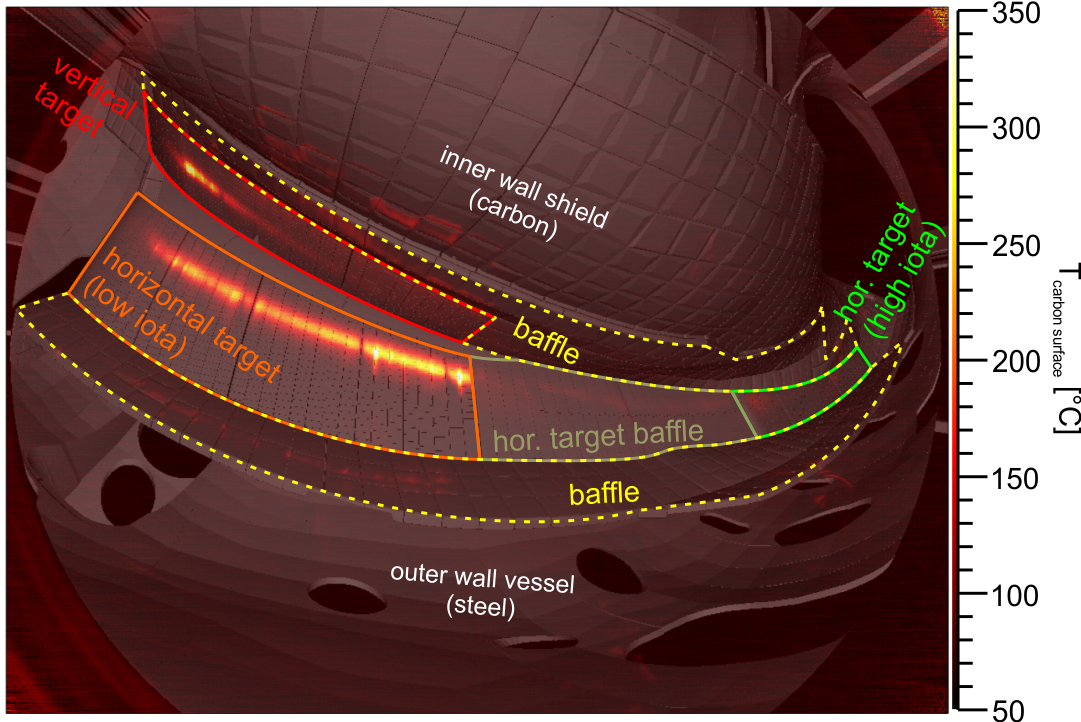 vertical
target
inner wall shield
(carbon)
hor. target
(high iota)
horizontal target
(low iota)
baffle
hor. target baffle
baffle
outer wall vessel
(steel)
350
300
250
200
150
100
50
T carbon surface [°C]